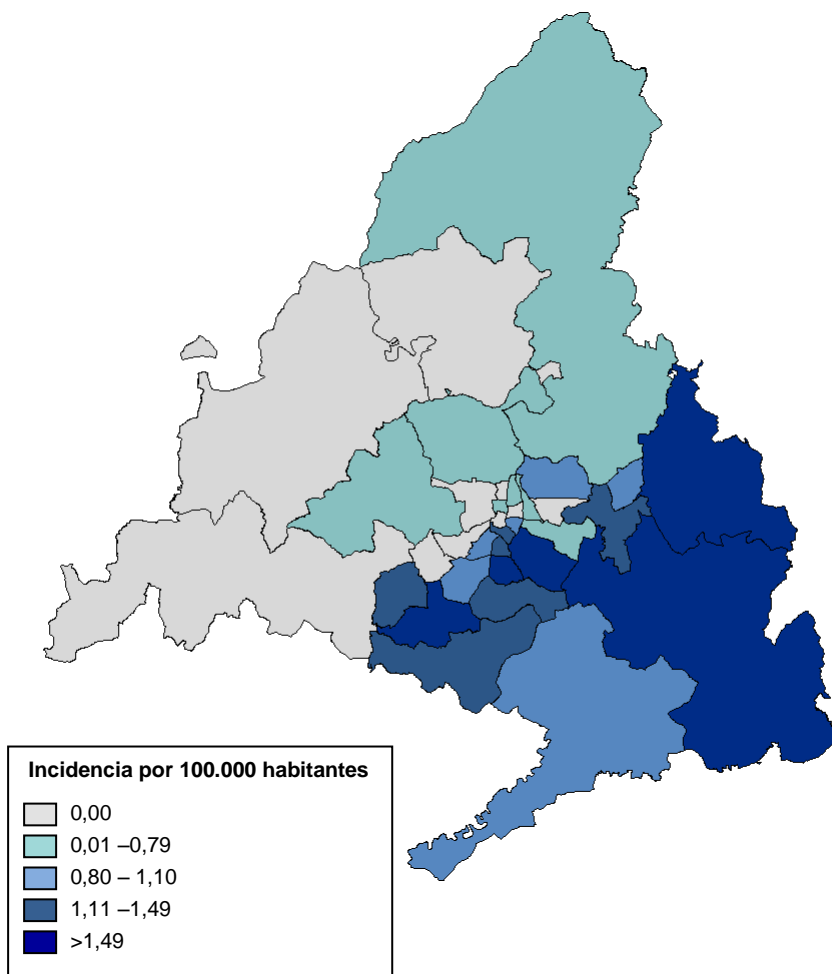 Incidencia por 100.000 habitantes
0,00
0,01 –0,79
0,80 – 1,10
1,11 –1,49
>1,49